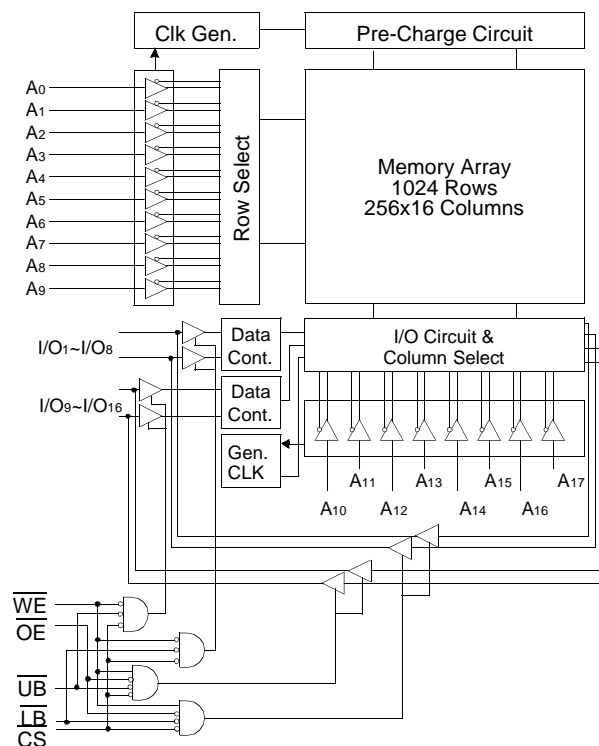 Clk Gen.
Pre-Charge Circuit
A0
A1
A2
A3
A4
A5
A6
A7
A8
A9
Row Select
Memory Array
1024 Rows
256x16 Columns
I/O1~I/O8
Data
Cont.
I/O Circuit &
Column Select
I/O9~I/O16
Data
Cont.
Gen.
CLK
A11
A13
A15
A17
A10
A12
A14
A16
WE
OE
UB
LB
CS